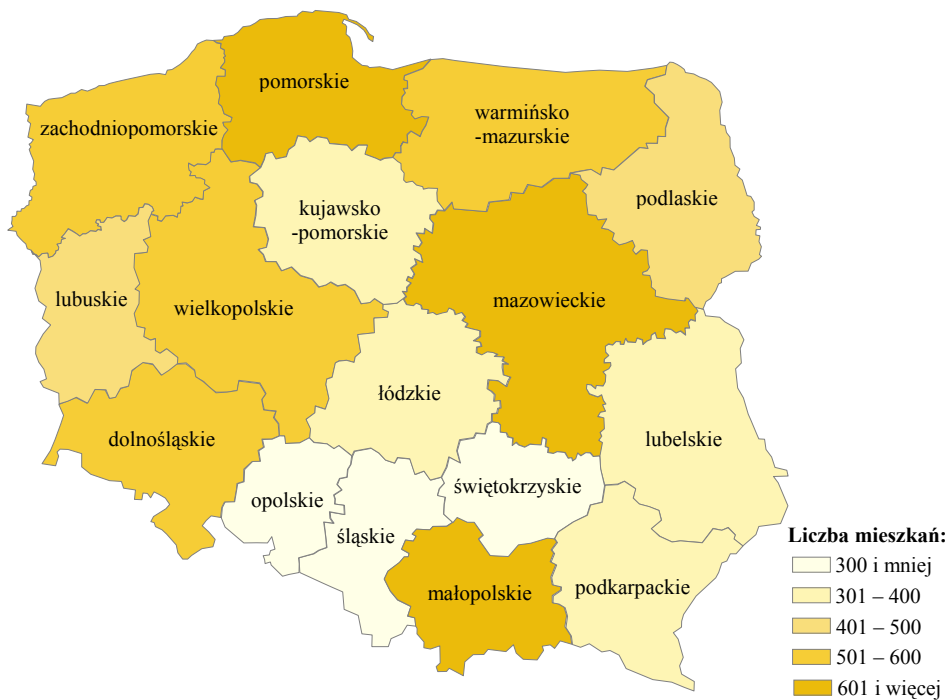 pomorskie
zachodniopomorskie
warmińsko
-mazurskie
podlaskie
kujawsko
-pomorskie
lubuskie
wielkopolskie
mazowieckie
łódzkie
dolnośląskie
lubelskie
opolskie
świętokrzyskie
śląskie
małopolskie
podkarpackie
Liczba mieszkań:
300 i mniej
301 – 400
401 – 500
501 – 600
601 i więcej